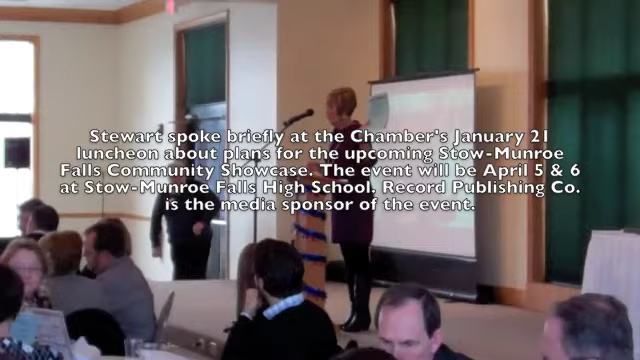 Stewart spoke briefly at the Chamber's January 21
luncheon about plans for the upcoming Stow-Munroe
Falls Community Showcase. The event will be April 5 & 6
at Stow-Munroe Falls High School. Record Publishing Co.
is the media sponsor of the event.